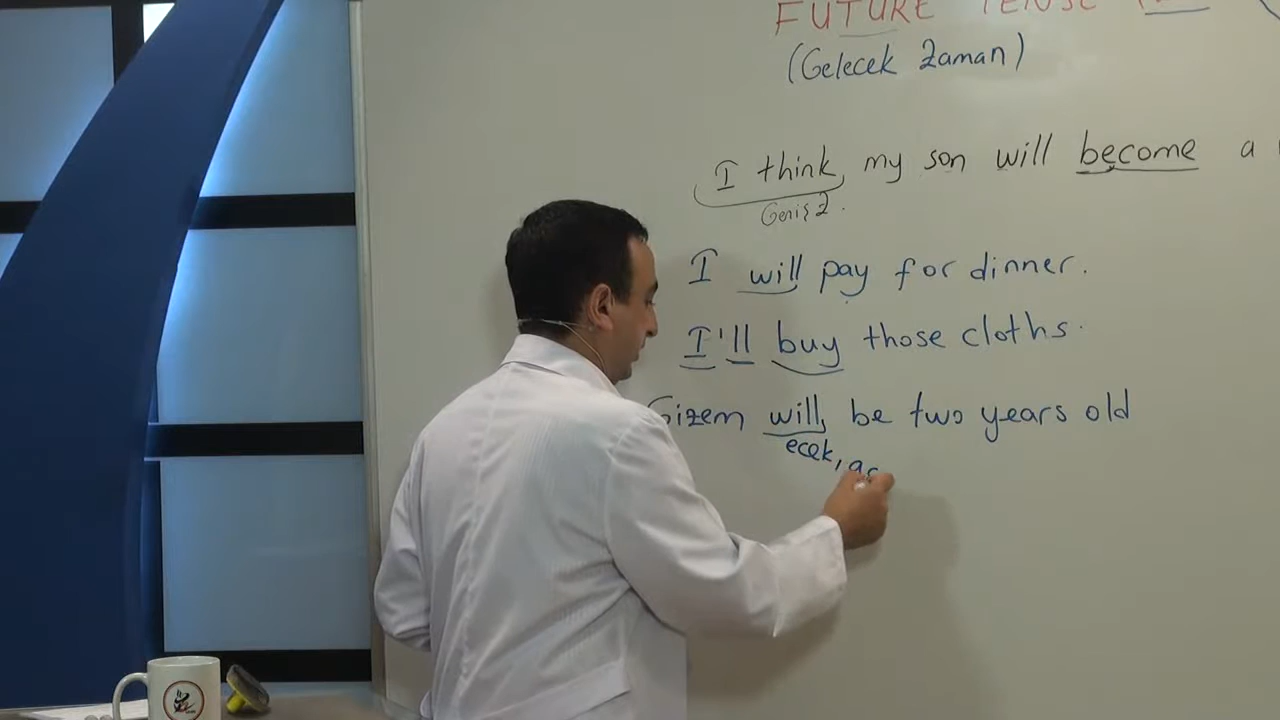 FUTURE TENSE
(Gelecek Zaman)
I think, my son will become a
Geniş Z.
I will pay for dinner.
I'll buy those cloths.
Gizem will be two years old
ecek, ac